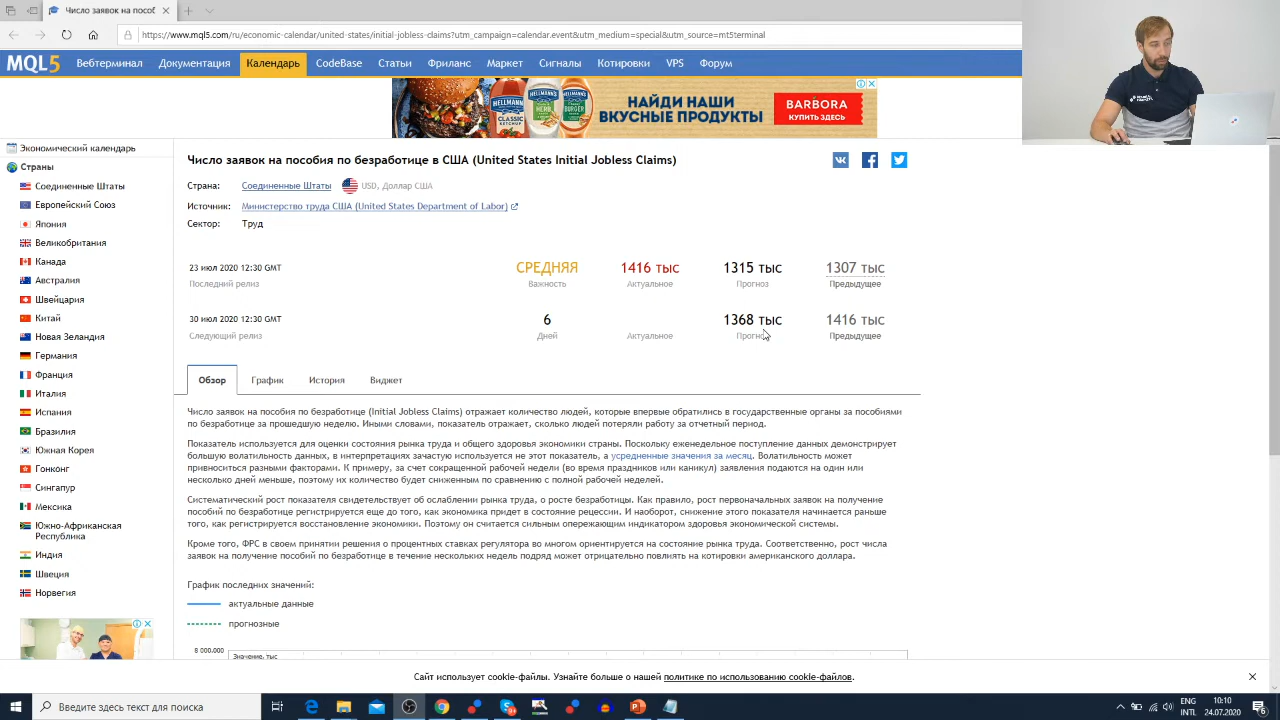 Число заявок на пособ
https://www.mql5.com/ru/economic-calendar/united-states/initial-jobless-claims?utm_campaign=calendar.event&utm_medium=special&utm_source=mt5terminal
MQL5 Вебтерминал Документация Календарь CodeBase Статьи Фриланс Маркет Сигналы Котировки VPS Форум
HELLMANN'S CLASSIC KETCHUP
HELLMANN'S
HELLMANN'S BURGER
НАЙДИ НАШИ ВКУСНЫЕ ПРОДУКТЫ
BARBORA
КУПИТЬ ЗДЕСЬ
Экономический календарь
Страны
Соединенные Штаты
Европейский Союз
Япония
Великобритания
Канада
Австралия
Швейцария
Китай
Новая Зеландия
Германия
Франция
Италия
Испания
Бразилия
Южная Корея
Гонконг
Сингапур
Мексика
Южно-Африканская
Республика
Индия
Швеция
Норвегия
Число заявок на пособия по безработице в США (United States Initial Jobless Claims)
Страна: Соединенные Штаты USD, Доллар США
Источник: Министерство труда США (United States Department of Labor)
Сектор: Труд
23 июл 2020 12:30 GMT СРЕДНЯЯ 1416 тыс 1315 тыс 1307 тыс
Последний релиз Важность Актуальное Прогноз Предыдущее
30 июл 2020 12:30 GMT 6 1368 тыс 1416 тыс
Следующий релиз Дней Актуальное Прогноз Предыдущее
Обзор График История Виджет
Число заявок на пособия по безработице (Initial Jobless Claims) отражает количество людей, которые впервые обратились в государственные органы за пособиями
по безработице за прошедшую неделю. Иными словами, показатель отражает, сколько людей потеряли работу за отчетный период.
Показатель используется для оценки состояния рынка труда и общего здоровья экономики страны. Поскольку еженедельное поступление данных демонстрирует
большую волатильность данных, в интерпретациях зачастую используется не этот показатель, а усредненные значения за месяц. Волатильность может
привноситься разными факторами. К примеру, за счет сокращенной рабочей недели (во время праздников или каникул) заявления подаются на один или
несколько дней меньше, поэтому их количество будет сниженным по сравнению с полной рабочей неделей.
Систематический рост показателя свидетельствует об ослаблении рынка труда, о росте безработицы. Как правило, рост первоначальных заявок на получение
пособий по безработице регистрируется еще до того, как экономика придет в состояние рецессии. И наоборот, снижение этого показателя начинается раньше
того, как регистрируется восстановление экономики. Поэтому он считается сильным опережающим индикатором здоровья экономической системы.
Кроме того, ФРС в своем принятии решения о процентных ставках регулятора во многом ориентируется на состояние рынка труда. Соответственно, рост числа
заявок на получение пособий по безработице в течение нескольких недель подряд может отрицательно повлиять на котировки американского доллара.
График последних значений:
актуальные данные
прогнозные
8 000.000
Значение, тыс
Сайт использует cookie-файлы. Узнайте больше о нашей политике по использованию cookie-файлов.
Введите здесь текст для поиска
ENG 10:10
INTL 24.07.2020